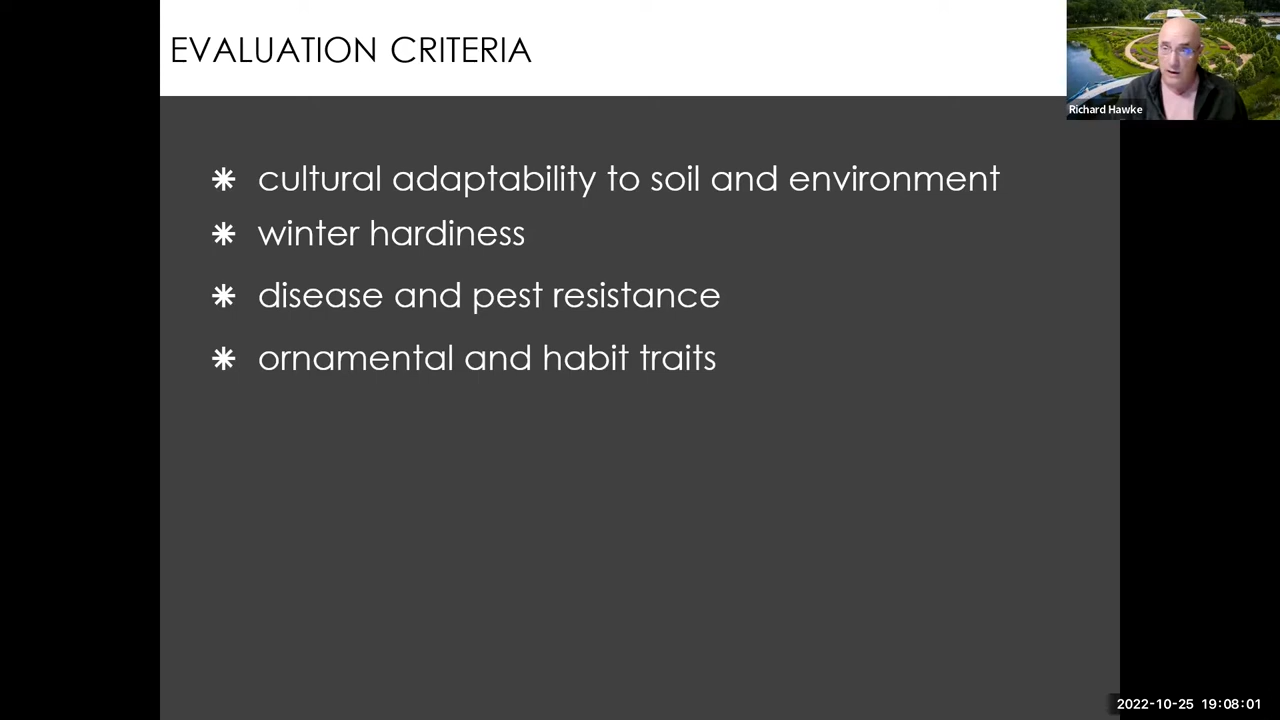 EVALUATION CRITERIA
Richard Hawke
cultural adaptability to soil and environment
winter hardiness
disease and pest resistance
ornamental and habit traits
2022-10-25 19:08:01